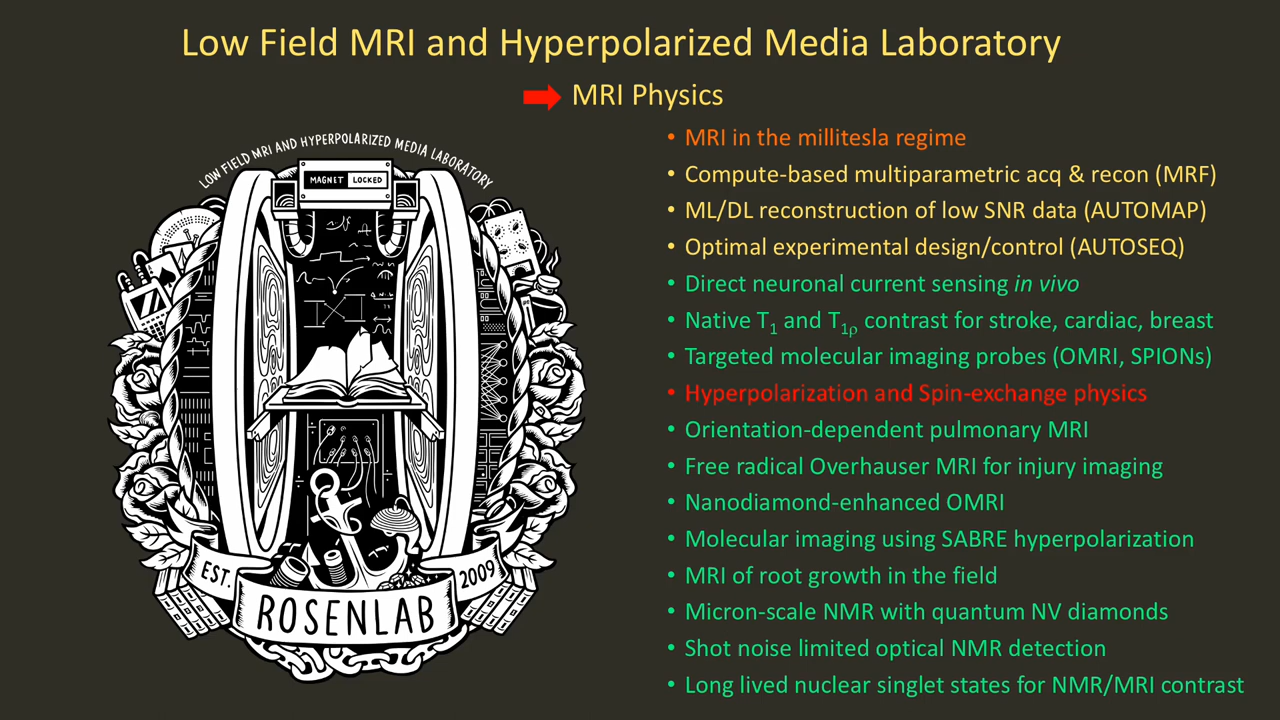 Low Field MRI and Hyperpolarized Media Laboratory
MRI Physics
LOW FIELD MRI AND HYPERPOLARIZED MEDIA LABORATORY
MAGNET LOCKED
EST. 2009
ROSENLAB
• MRI in the millitesla regime
• Compute-based multiparametric acq & recon (MRF)
• ML/DL reconstruction of low SNR data (AUTOMAP)
• Optimal experimental design/control (AUTOSEQ)
• Direct neuronal current sensing in vivo
• Native T₁ and T₁ᵨ contrast for stroke, cardiac, breast
• Targeted molecular imaging probes (OMRI, SPIONs)
• Hyperpolarization and Spin-exchange physics
• Orientation-dependent pulmonary MRI
• Free radical Overhauser MRI for injury imaging
• Nanodiamond-enhanced OMRI
• Molecular imaging using SABRE hyperpolarization
• MRI of root growth in the field
• Micron-scale NMR with quantum NV diamonds
• Shot noise limited optical NMR detection
• Long lived nuclear singlet states for NMR/MRI contrast